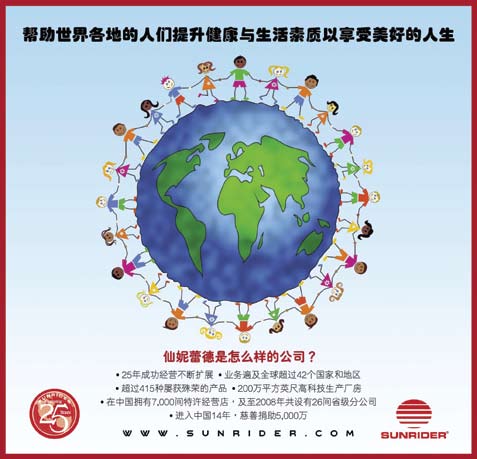 帮助世界各地的人们提升健康与生活素质以享受美好的人生
仙妮蕾德是怎么样的公司？
• 25年成功经营不断扩展 • 业务遍及全球超过42个国家和地区
• 超过415种屡获殊荣的产品 • 200万平方英尺高科技生产厂房
• 在中国拥有7,000间特许经营店，及至2008年共设有26间省级分公司
• 进入中国14年，慈善捐助5,000万
WWW.SUNRIDER.COM
SUNRIDER
25
Years
SUNRIDER®